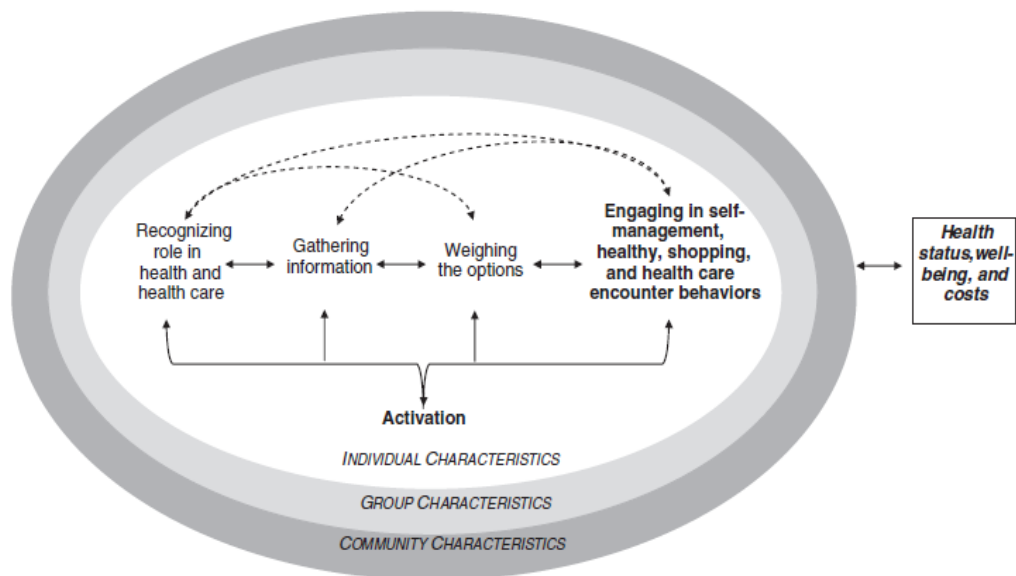 Recognizing
role in
health and
health care
Gathering
information
Weighing
the options
Engaging in self-
management,
healthy, shopping,
and health care
encounter behaviors
Health
status,well-
being, and
costs
Activation
INDIVIDUAL CHARACTERISTICS
GROUP CHARACTERISTICS
COMMUNITY CHARACTERISTICS